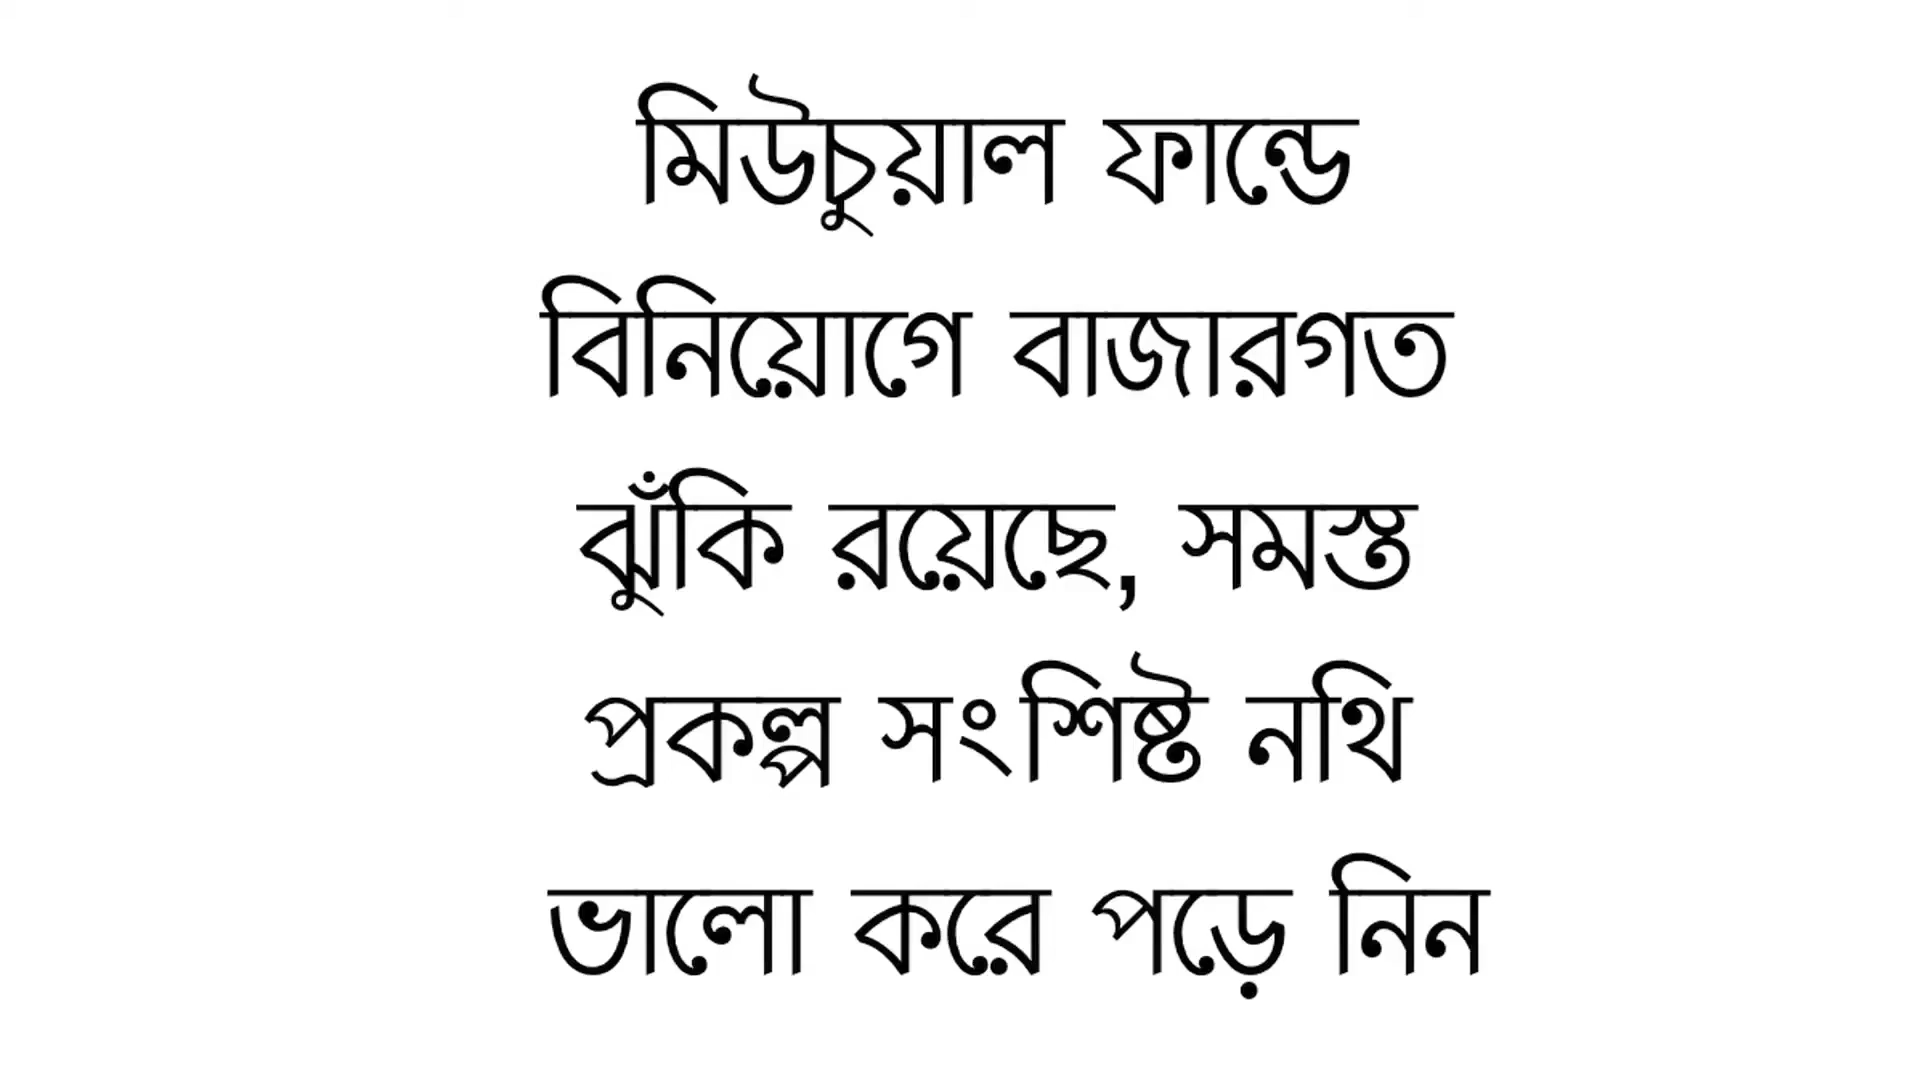 মিউচুয়াল ফান্ডে
বিনিয়োগে বাজারগত
ঝুঁকি রয়েছে, সমস্ত
প্রকল্প সংশিষ্ট নথি
ভালো করে পড়ে নিন